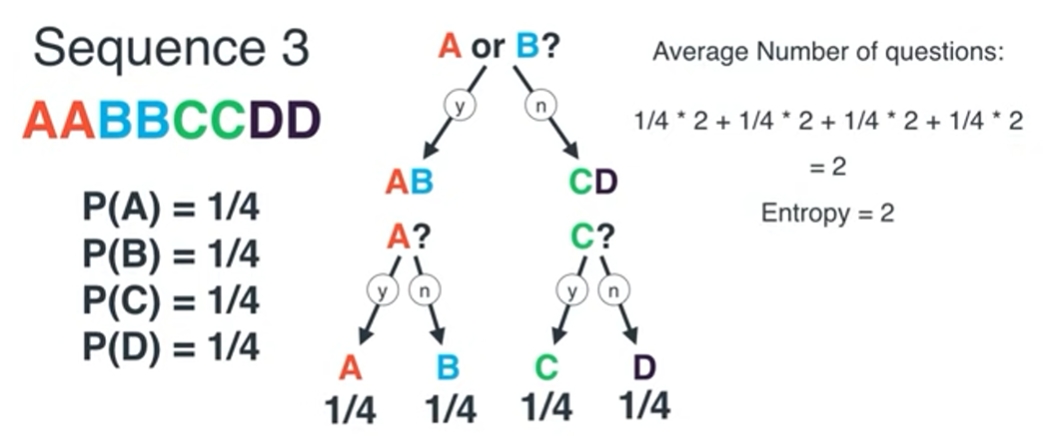 Sequence 3
AABBCCDD
P(A) = 1/4
P(B) = 1/4
P(C) = 1/4
P(D) = 1/4
A or B?
y n
AB CD
A? C?
y n y n
A B C D
1/4 1/4 1/4 1/4
Average Number of questions:
1/4 * 2 + 1/4 * 2 + 1/4 * 2 + 1/4 * 2
= 2
Entropy = 2